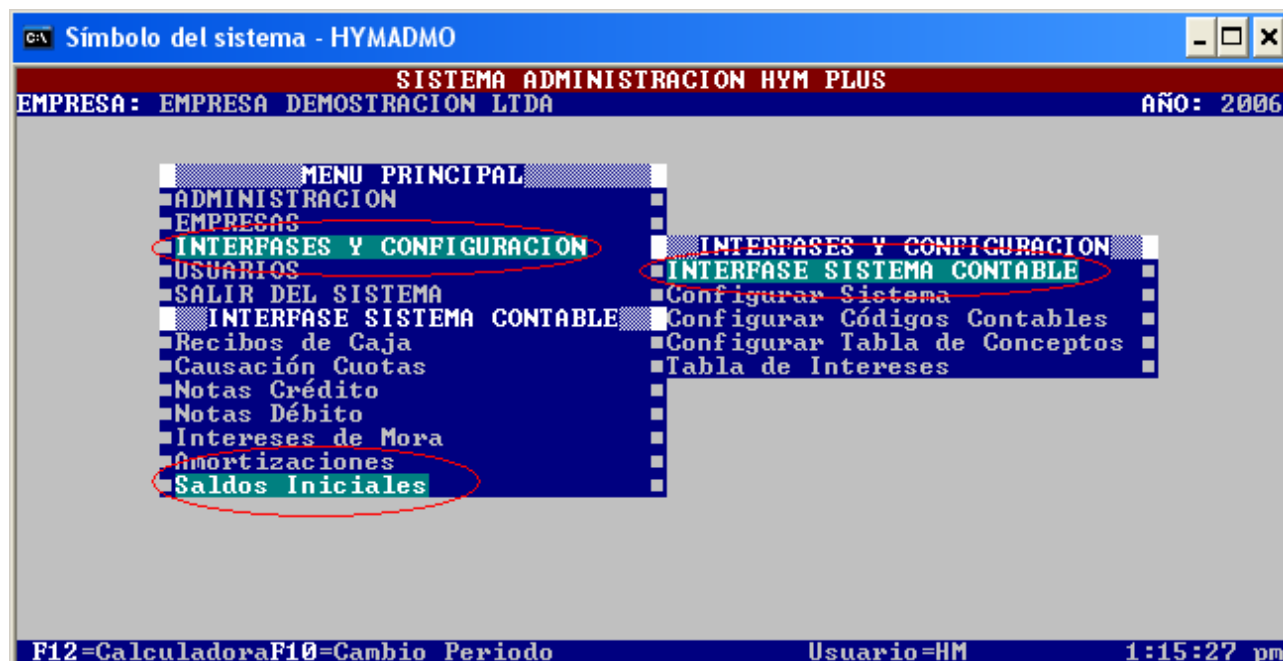 Símbolo del sistema - HYMADMO
SISTEMA ADMINISTRACION HYM PLUS
EMPRESA: EMPRESA DEMOSTRACION LTDA AÑO: 2006
MENU PRINCIPAL
ADMINISTRACION
EMPRESAS
INTERFASES Y CONFIGURACION
USUARIOS
SALIR DEL SISTEMA
INTERFASES Y CONFIGURACION
INTERFASE SISTEMA CONTABLE
Configurar Sistema
Configurar Códigos Contables
Configurar Tabla de Conceptos
Tabla de Intereses
INTERFASE SISTEMA CONTABLE
Recibos de Caja
Causación Cuotas
Notas Crédito
Notas Débito
Intereses de Mora
Amortizaciones
Saldos Iniciales
F12=CalculadoraF10=Cambio Periodo Usuario=HM 1:15:27 pm